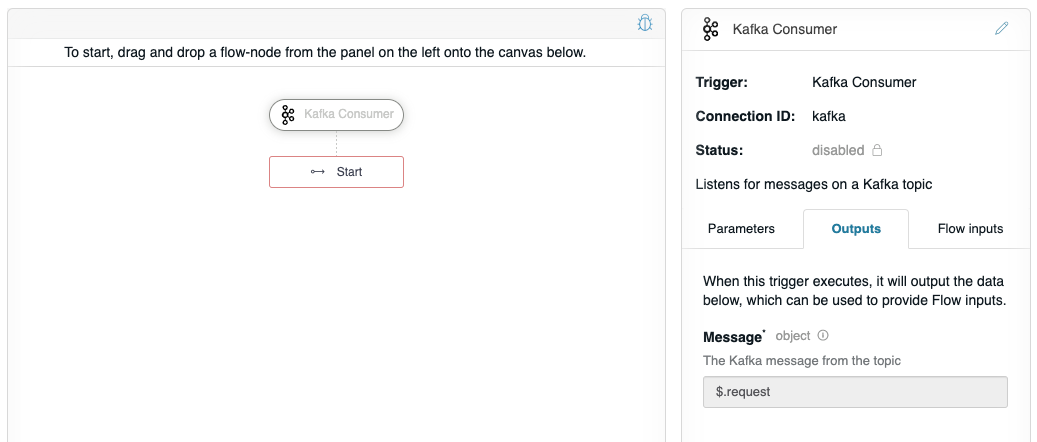 To start, drag and drop a flow-node from the panel on the left onto the canvas below.
Kafka Consumer
Start
Kafka Consumer
Trigger: Kafka Consumer
Connection ID: kafka
Status: disabled
Listens for messages on a Kafka topic
Parameters Outputs Flow inputs
When this trigger executes, it will output the data
below, which can be used to provide Flow inputs.
Message* object
The Kafka message from the topic
$.request